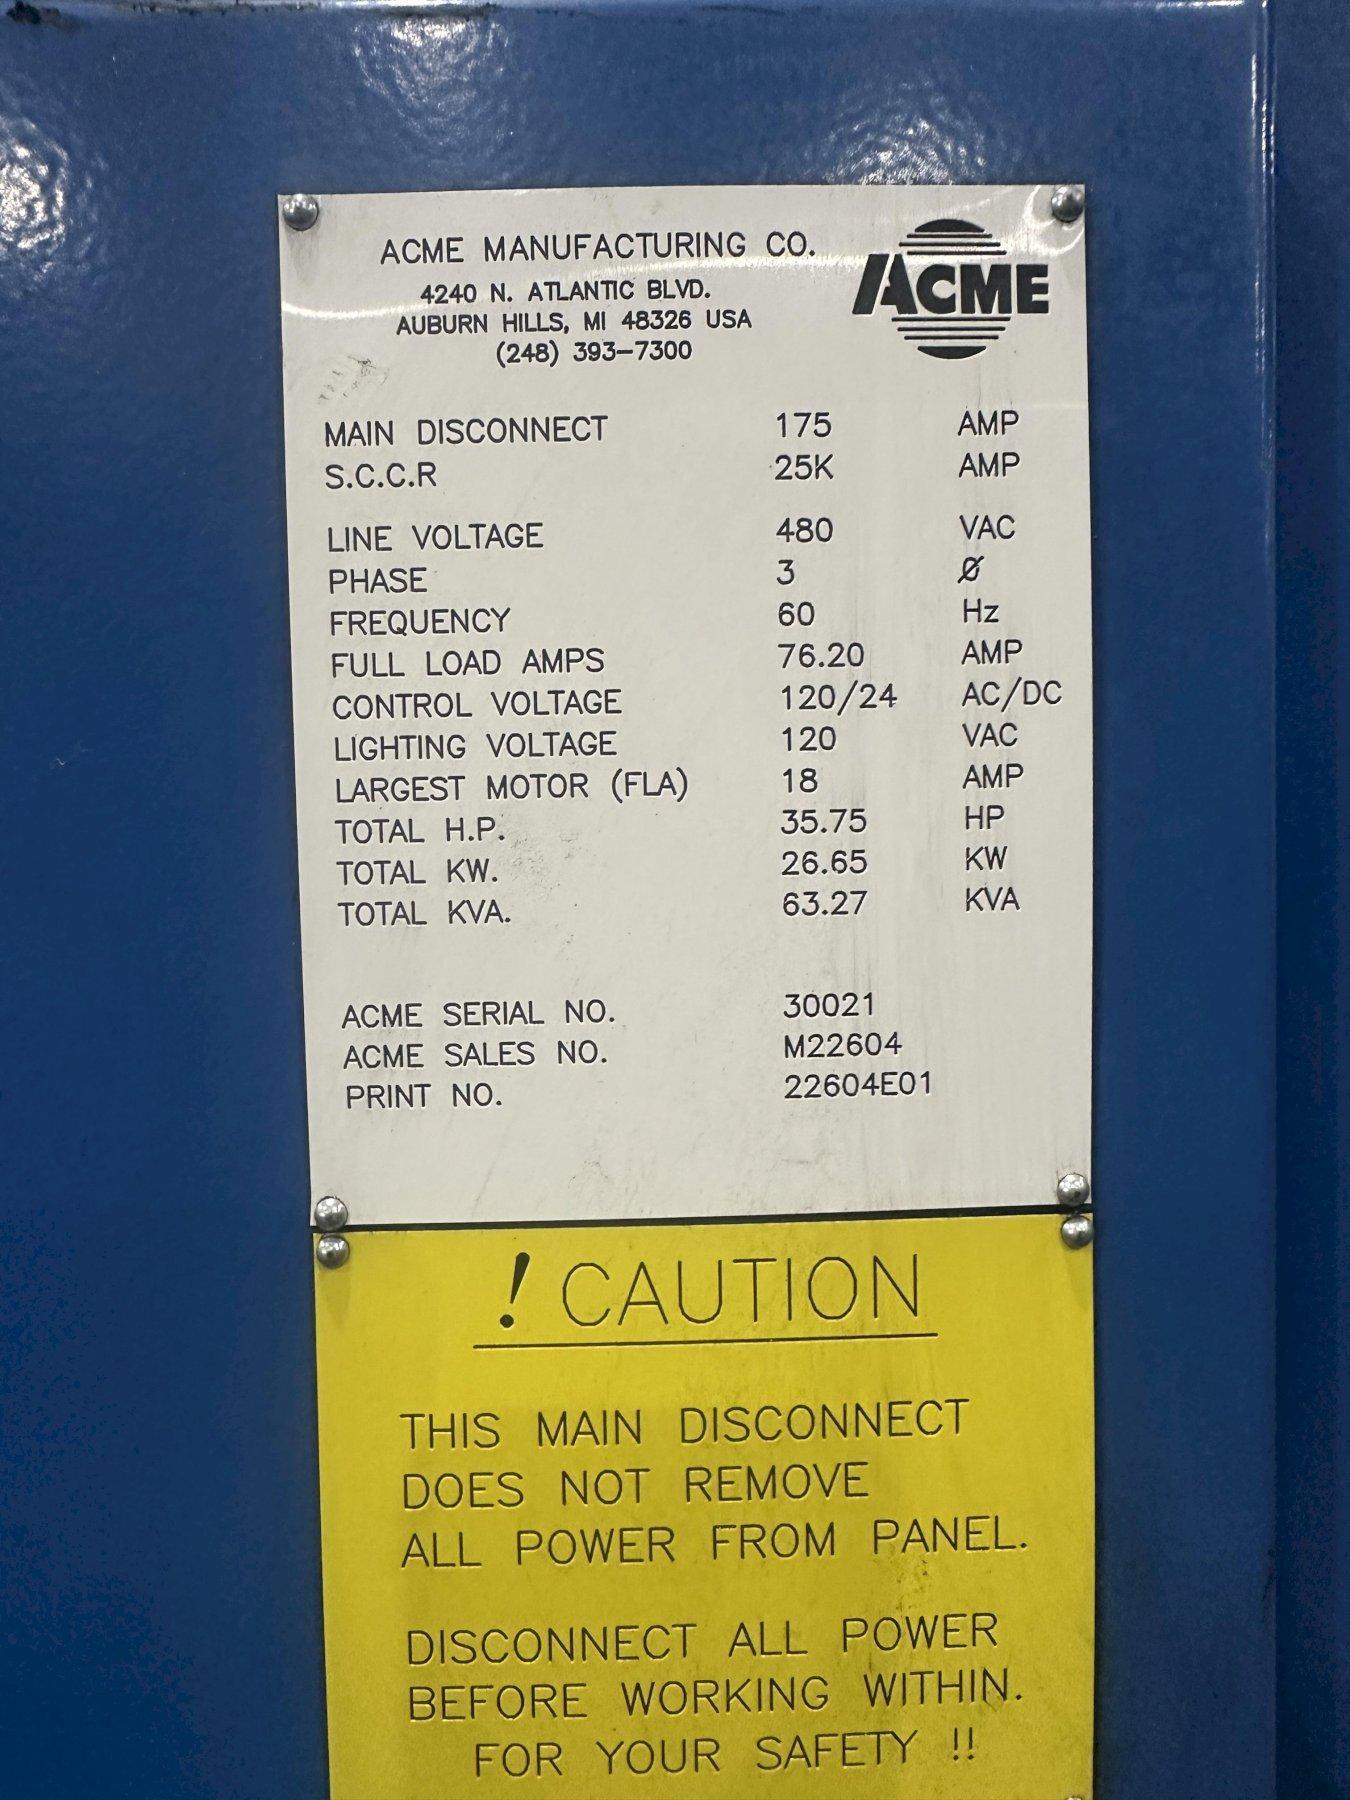 ACME MANUFACTURING CO.
4240 N. ATLANTIC BLVD.
AUBURN HILLS, MI 48326 USA
(248) 393-7300
ACME
MAIN DISCONNECT 175 AMP
S.C.C.R 25K AMP
LINE VOLTAGE 480 VAC
PHASE 3 Ø
FREQUENCY 60 Hz
FULL LOAD AMPS 76.20 AMP
CONTROL VOLTAGE 120/24 AC/DC
LIGHTING VOLTAGE 120 VAC
LARGEST MOTOR (FLA) 18 AMP
TOTAL H.P. 35.75 HP
TOTAL KW. 26.65 KW
TOTAL KVA. 63.27 KVA
ACME SERIAL NO. 30021
ACME SALES NO. M22604
PRINT NO. 22604E01
! CAUTION
THIS MAIN DISCONNECT
DOES NOT REMOVE
ALL POWER FROM PANEL.
DISCONNECT ALL POWER
BEFORE WORKING WITHIN.
FOR YOUR SAFETY !!